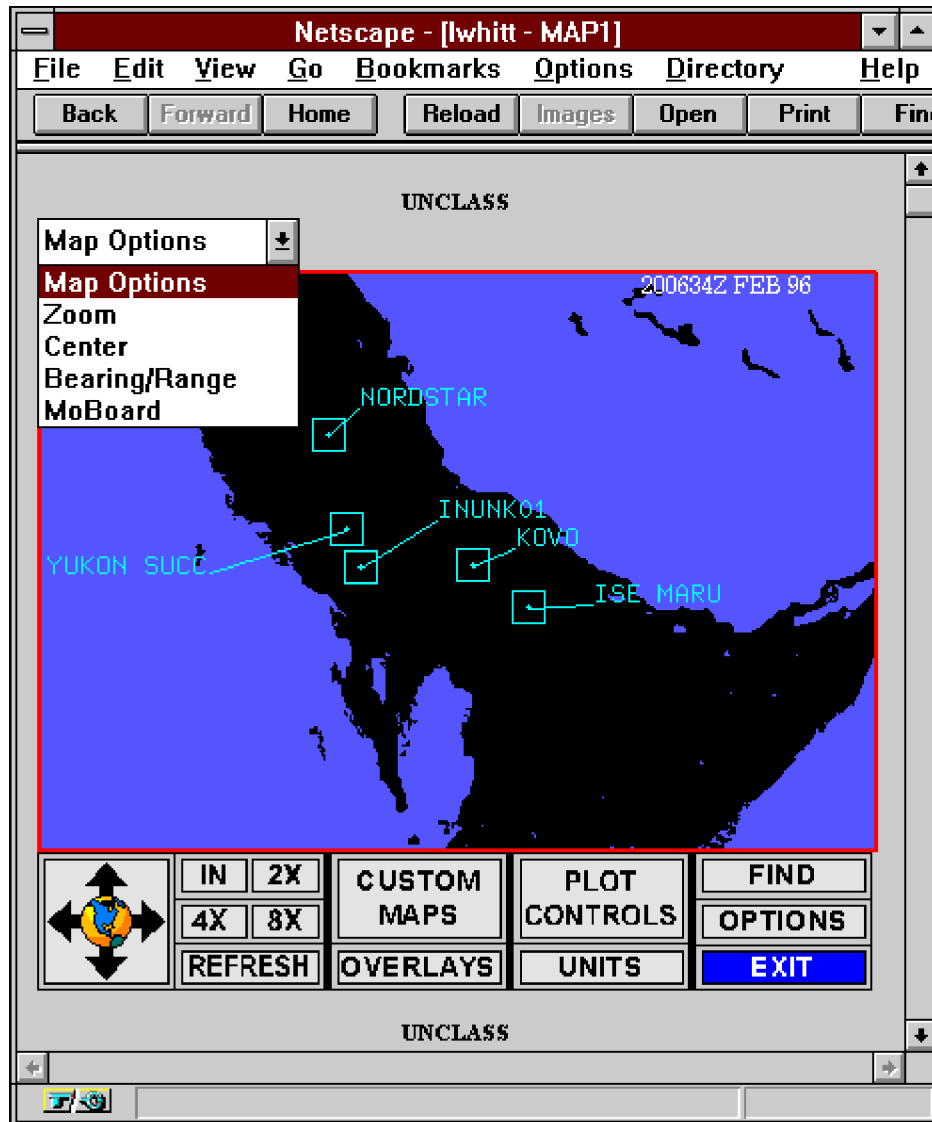 Netscape - [lwhitt - MAP1]
File Edit View Go Bookmarks Options Directory Help
Back Forward Home Reload Images Open Print Fin
UNCLASS
Map Options
Map Options
Zoom
Center
Bearing/Range
MoBoard
200634Z FEB 96
NORDSTAR
INUNK01
KOVO
YUKON SUCC
ISE MARU
IN 2X
4X 8X
REFRESH
CUSTOM
MAPS
OVERLAYS
PLOT
CONTROLS
UNITS
FIND
OPTIONS
EXIT
UNCLASS